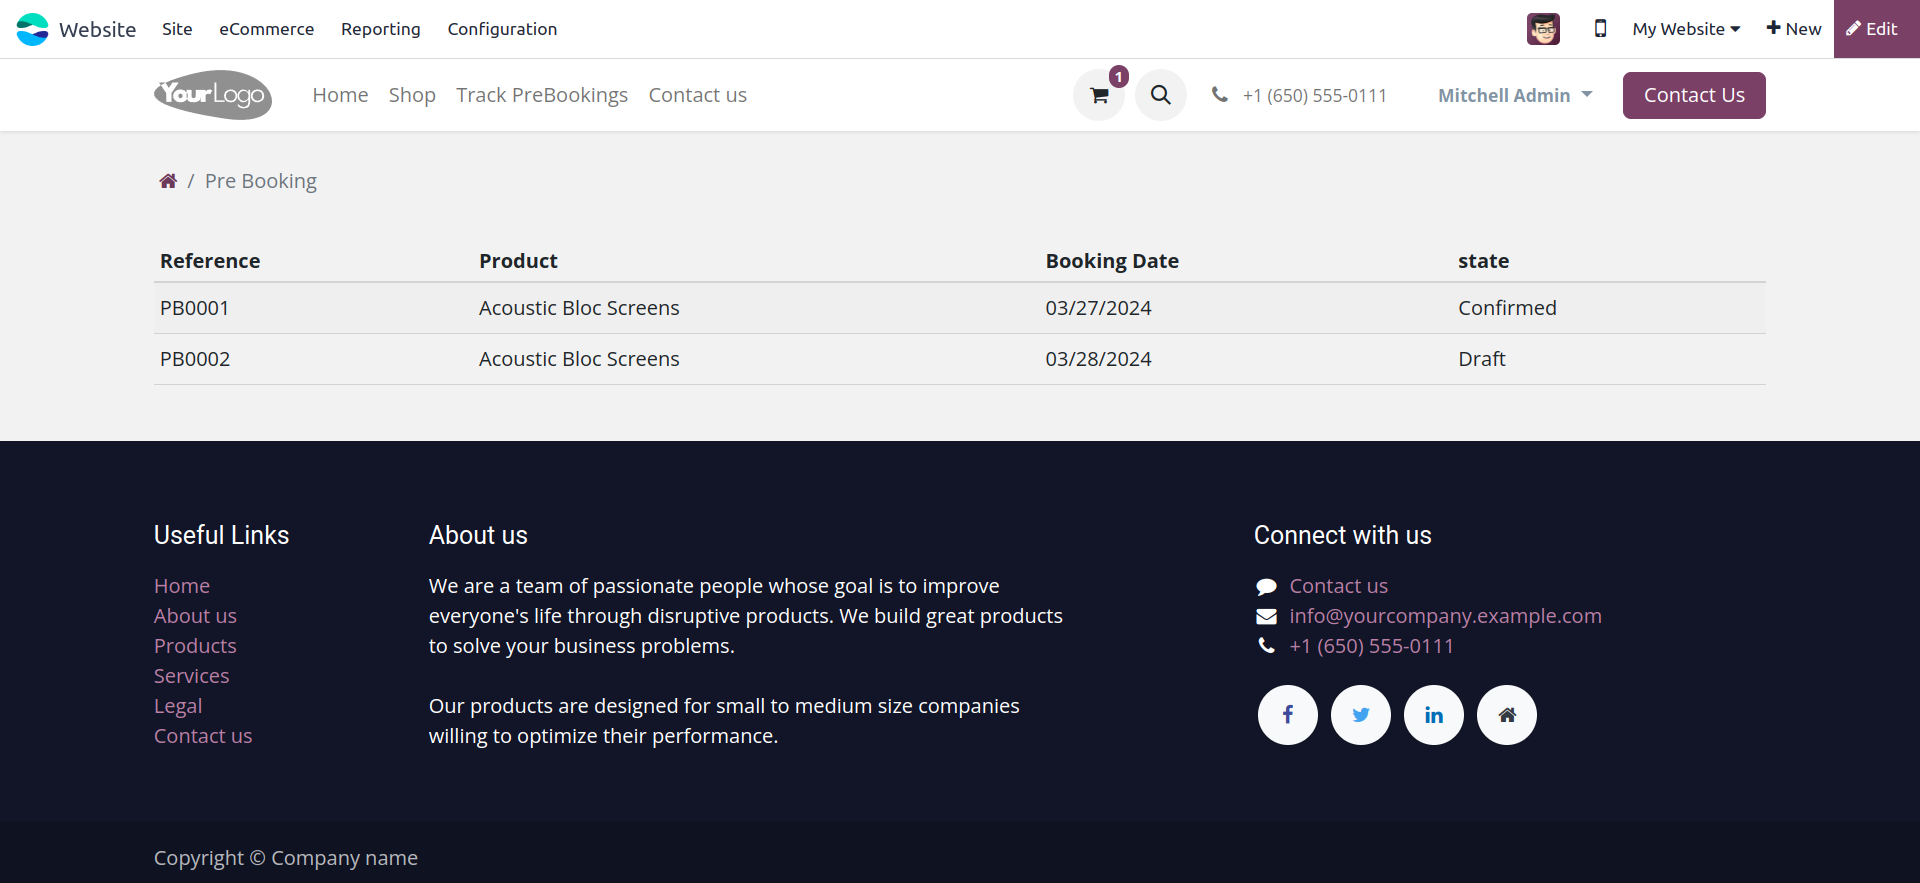 Website Site eCommerce Reporting Configuration My Website New Edit
YourLogo Home Shop Track PreBookings Contact us 1 +1 (650) 555-0111 Mitchell Admin Contact Us
/ Pre Booking
Reference Product Booking Date state
PB0001 Acoustic Bloc Screens 03/27/2024 Confirmed
PB0002 Acoustic Bloc Screens 03/28/2024 Draft
Useful Links
Home
About us
Products
Services
Legal
Contact us
About us
We are a team of passionate people whose goal is to improve
everyone's life through disruptive products. We build great products
to solve your business problems.
Our products are designed for small to medium size companies
willing to optimize their performance.
Connect with us
Contact us
info@yourcompany.example.com
+1 (650) 555-0111
Copyright © Company name